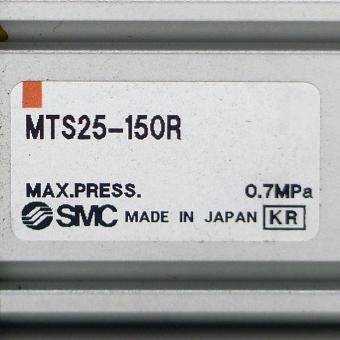 MTS25-150R
MAX.PRESS. 0.7MPa
SMC MADE IN JAPAN KR